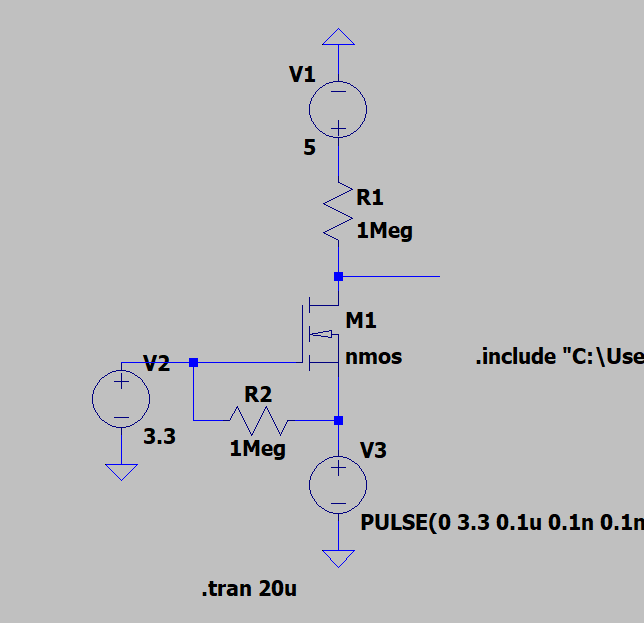 V1
5
R1
1Meg
M1
nmos
.include "C:\Use
V2
3.3
R2
1Meg
V3
PULSE(0 3.3 0.1u 0.1n 0.1n
.tran 20u